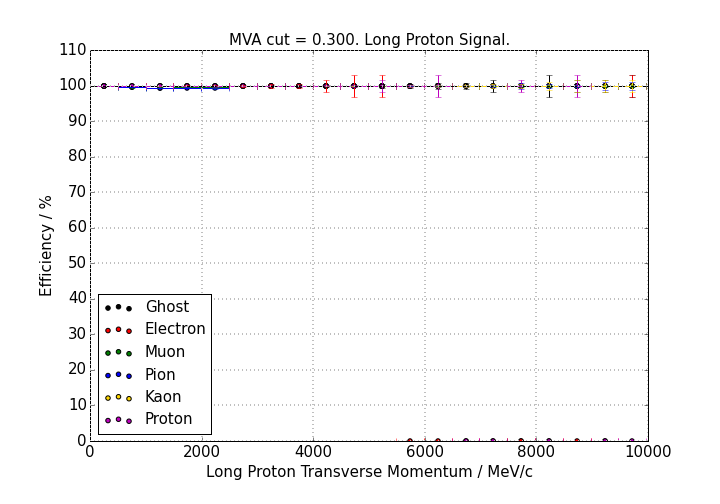 MVA cut = 0.300. Long Proton Signal.
110
100
90
80
70
60
50
40
30
20
10
0
Efficiency / %
Ghost
Electron
Muon
Pion
Kaon
Proton
0 2000 4000 6000 8000 10000
Long Proton Transverse Momentum / MeV/c